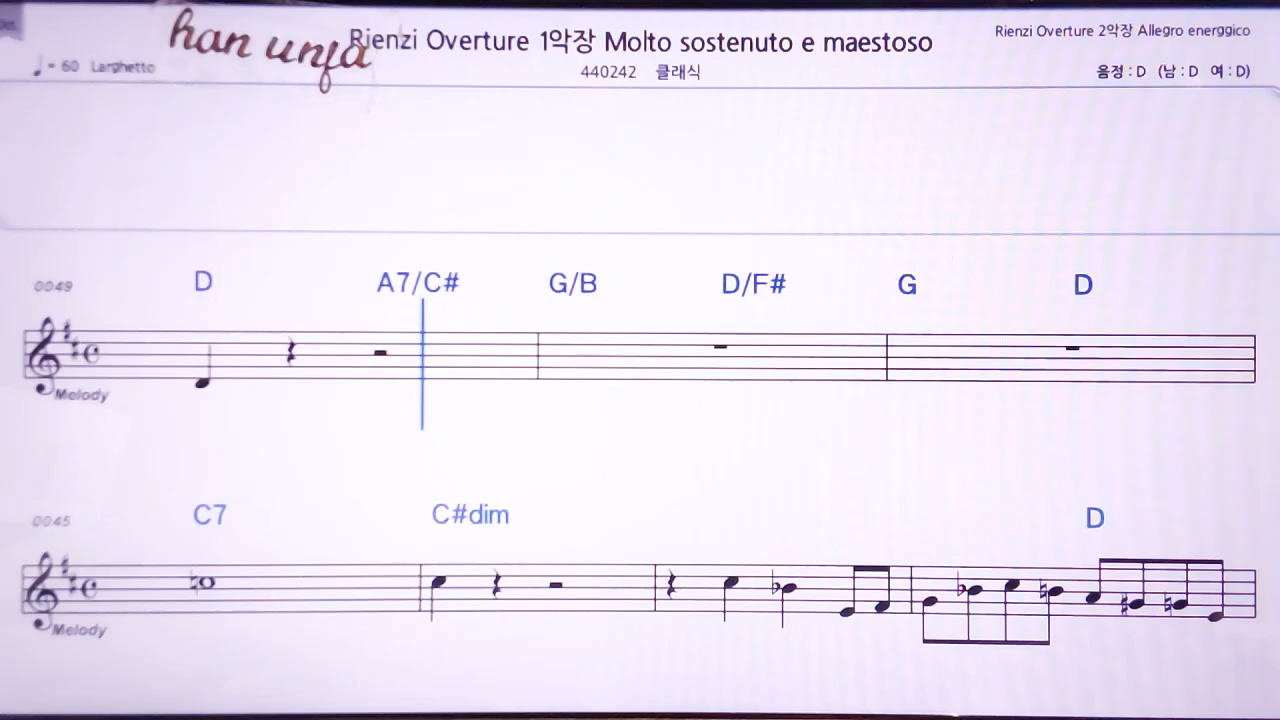 han unfa
Rienzi Overture 1악장 Molto sostenuto e maestoso
Rienzi Overture 2악장 Allegro energgico
♩ = 60 Larghetto
440242 클래식
음정 : D (남 : D 여 : D)
0049 D A7/C# G/B D/F# G D
Melody
0045 C7 C#dim D
Melody